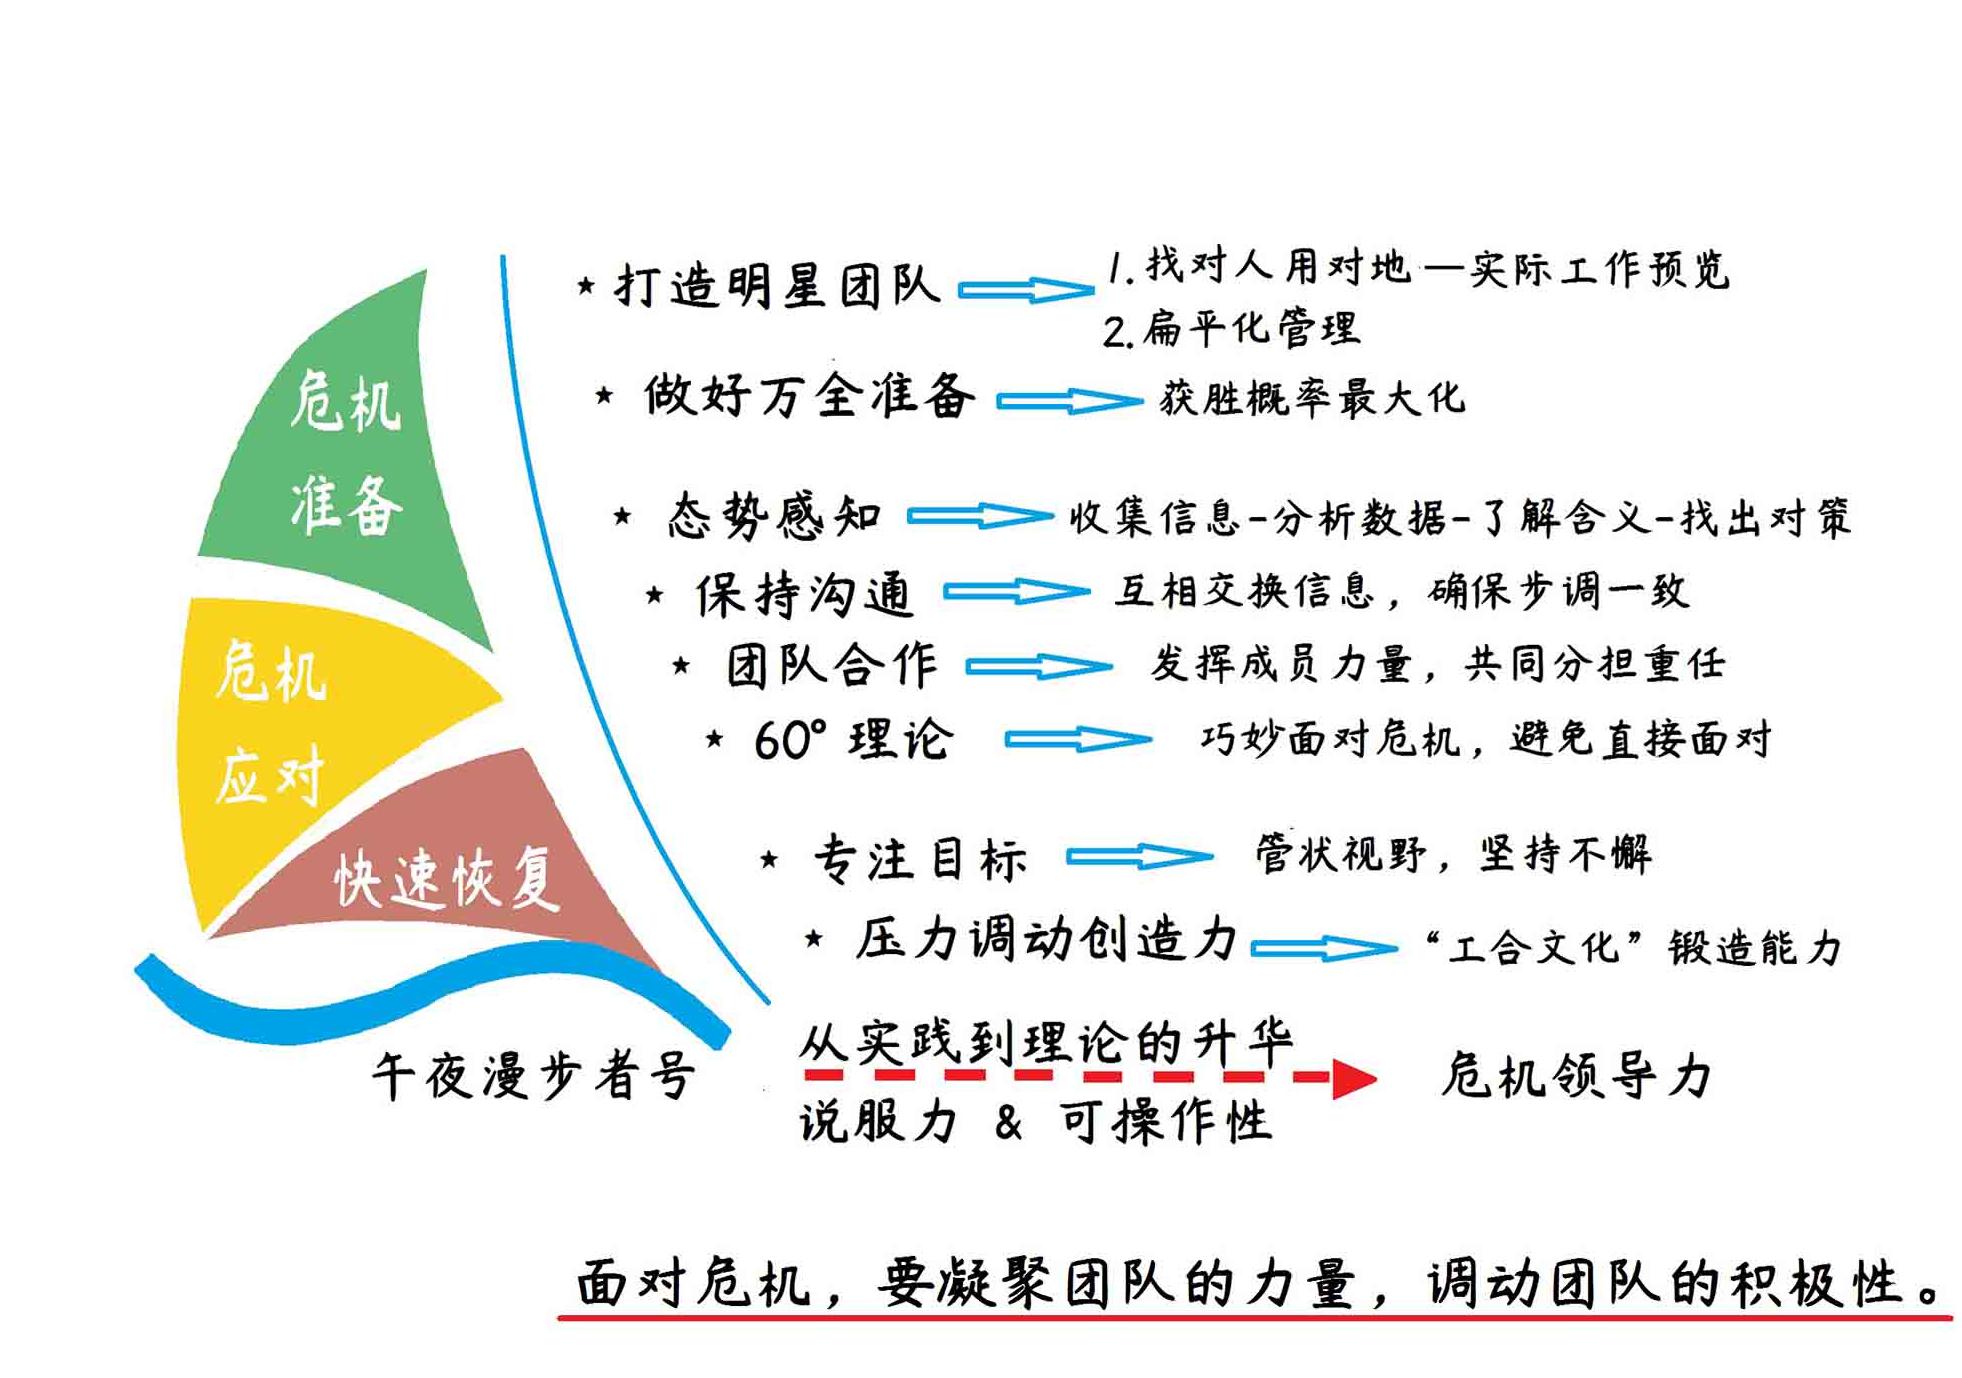 危机
准备
危机
应对
快速恢复
午夜漫步者号
★ 打造明星团队
1. 找对人用对地—实际工作预览
2. 扁平化管理
★ 做好万全准备 获胜概率最大化
★ 态势感知 收集信息-分析数据-了解含义-找出对策
★ 保持沟通 互相交换信息，确保步调一致
★ 团队合作 发挥成员力量，共同分担重任
★ 60° 理论 巧妙面对危机，避免直接面对
★ 专注目标 管状视野，坚持不懈
★ 压力调动创造力 “工合文化”锻造能力
从实践到理论的升华
说服力 & 可操作性
危机领导力
面对危机，要凝聚团队的力量，调动团队的积极性。